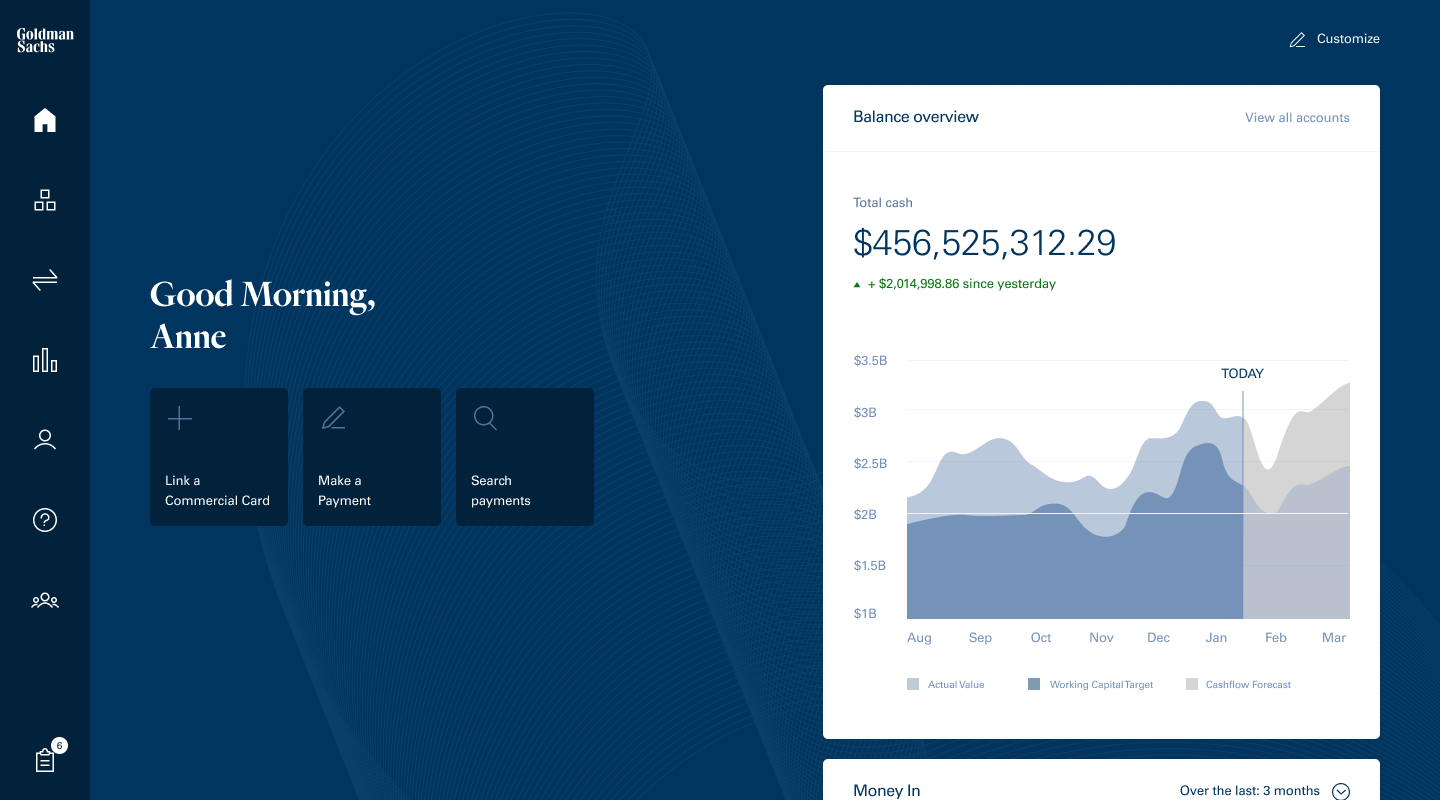 Goldman
Sachs
Customize
Good Morning,
Anne
Link a
Commercial Card
Make a
Payment
Search
payments
6
Balance overview
View all accounts
Total cash
$456,525,312.29
+ $2,014,998.86 since yesterday
$3.5B
TODAY
$3B
$2.5B
$2B
$1.5B
$1B
Aug Sep Oct Nov Dec Jan Feb Mar
Actual Value Working Capital Target Cashflow Forecast
Money In
Over the last: 3 months